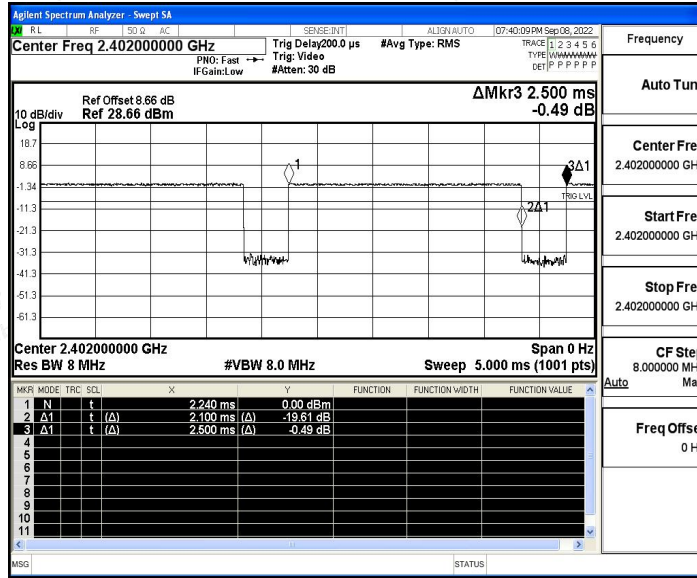 Agilent Spectrum Analyzer - Swept SA
LXI RL RF 50 Ω AC SENSE:INT ALIGN AUTO 07:40:09 PM Sep 08, 2022
Center Freq 2.402000000 GHz
PNO: Fast
IFGain:Low
Trig Delay200.0 µs
Trig: Video
#Atten: 30 dB
#Avg Type: RMS
TRACE 1 2 3 4 5 6
TYPE WWWWWW
DET P P P P P P
Ref Offset 8.66 dB
Ref 28.66 dBm
10 dB/div
Log
ΔMkr3 2.500 ms
-0.49 dB
18.7
8.66
-1.34
-11.3
-21.3
-31.3
-41.3
-51.3
-61.3
1
3Δ1
TRIG LVL
2Δ1
Center 2.402000000 GHz
Span 0 Hz
Res BW 8 MHz
#VBW 8.0 MHz
Sweep 5.000 ms (1001 pts)
MKR MODE TRC SCL X Y FUNCTION FUNCTION WIDTH FUNCTION VALUE
1 N t 2.240 ms 0.00 dBm
2 Δ1 t (Δ) 2.100 ms (Δ) -19.61 dB
3 Δ1 t (Δ) 2.500 ms (Δ) -0.49 dB
4
5
6
7
8
9
10
11
MSG
STATUS
Frequency
Auto Tun
Center Fre
2.402000000 GH
Start Fre
2.402000000 GH
Stop Fre
2.402000000 GH
CF Ste
8.000000 MH
Auto Ma
Freq Offse
0 H